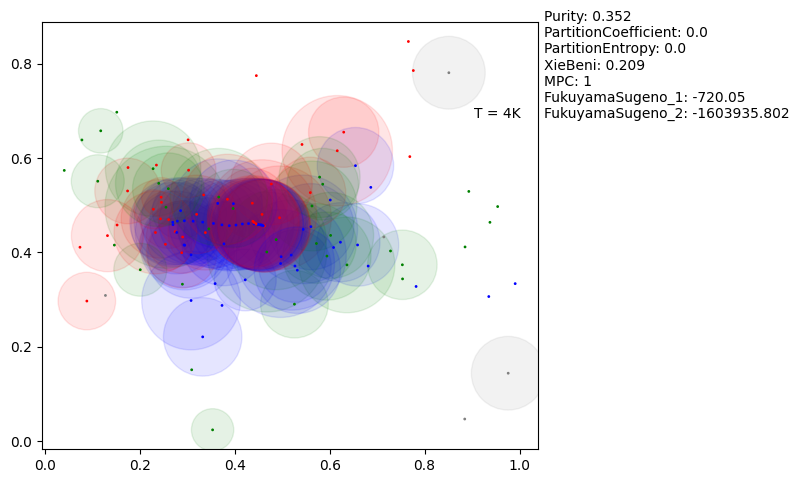 Purity: 0.352
PartitionCoefficient: 0.0
PartitionEntropy: 0.0
XieBeni: 0.209
MPC: 1
FukuyamaSugeno_1: -720.05
FukuyamaSugeno_2: -1603935.802
T = 4K
0.8
0.6
0.4
0.2
0.0
0.0 0.2 0.4 0.6 0.8 1.0